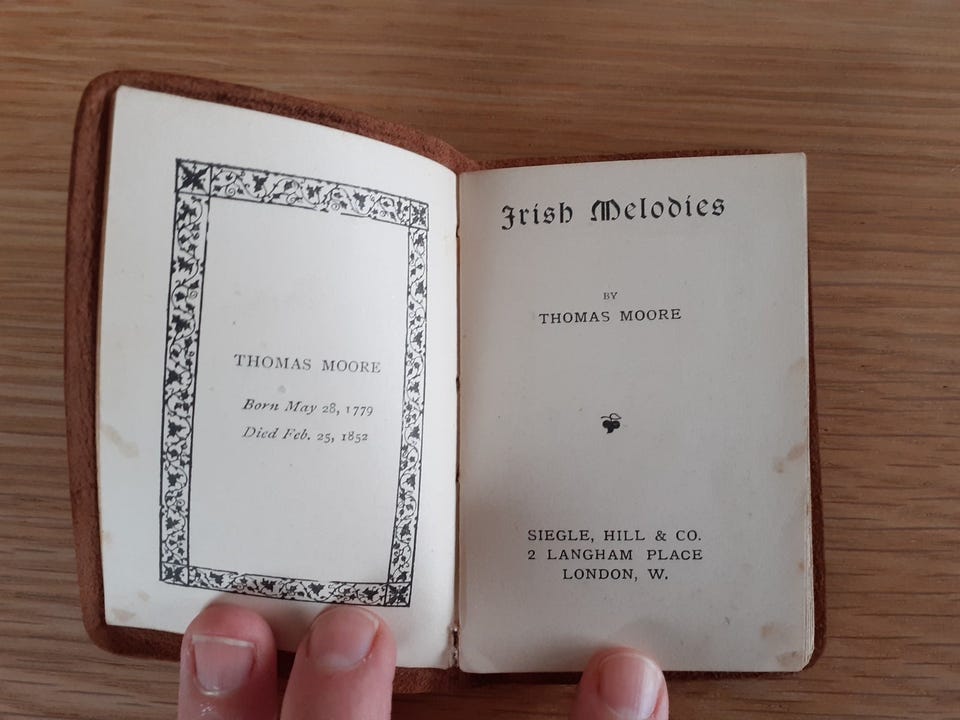 THOMAS MOORE
Born May 28, 1779
Died Feb. 25, 1852
Irish Melodies
BY
THOMAS MOORE
SIEGLE, HILL & CO.
2 LANGHAM PLACE
LONDON, W.